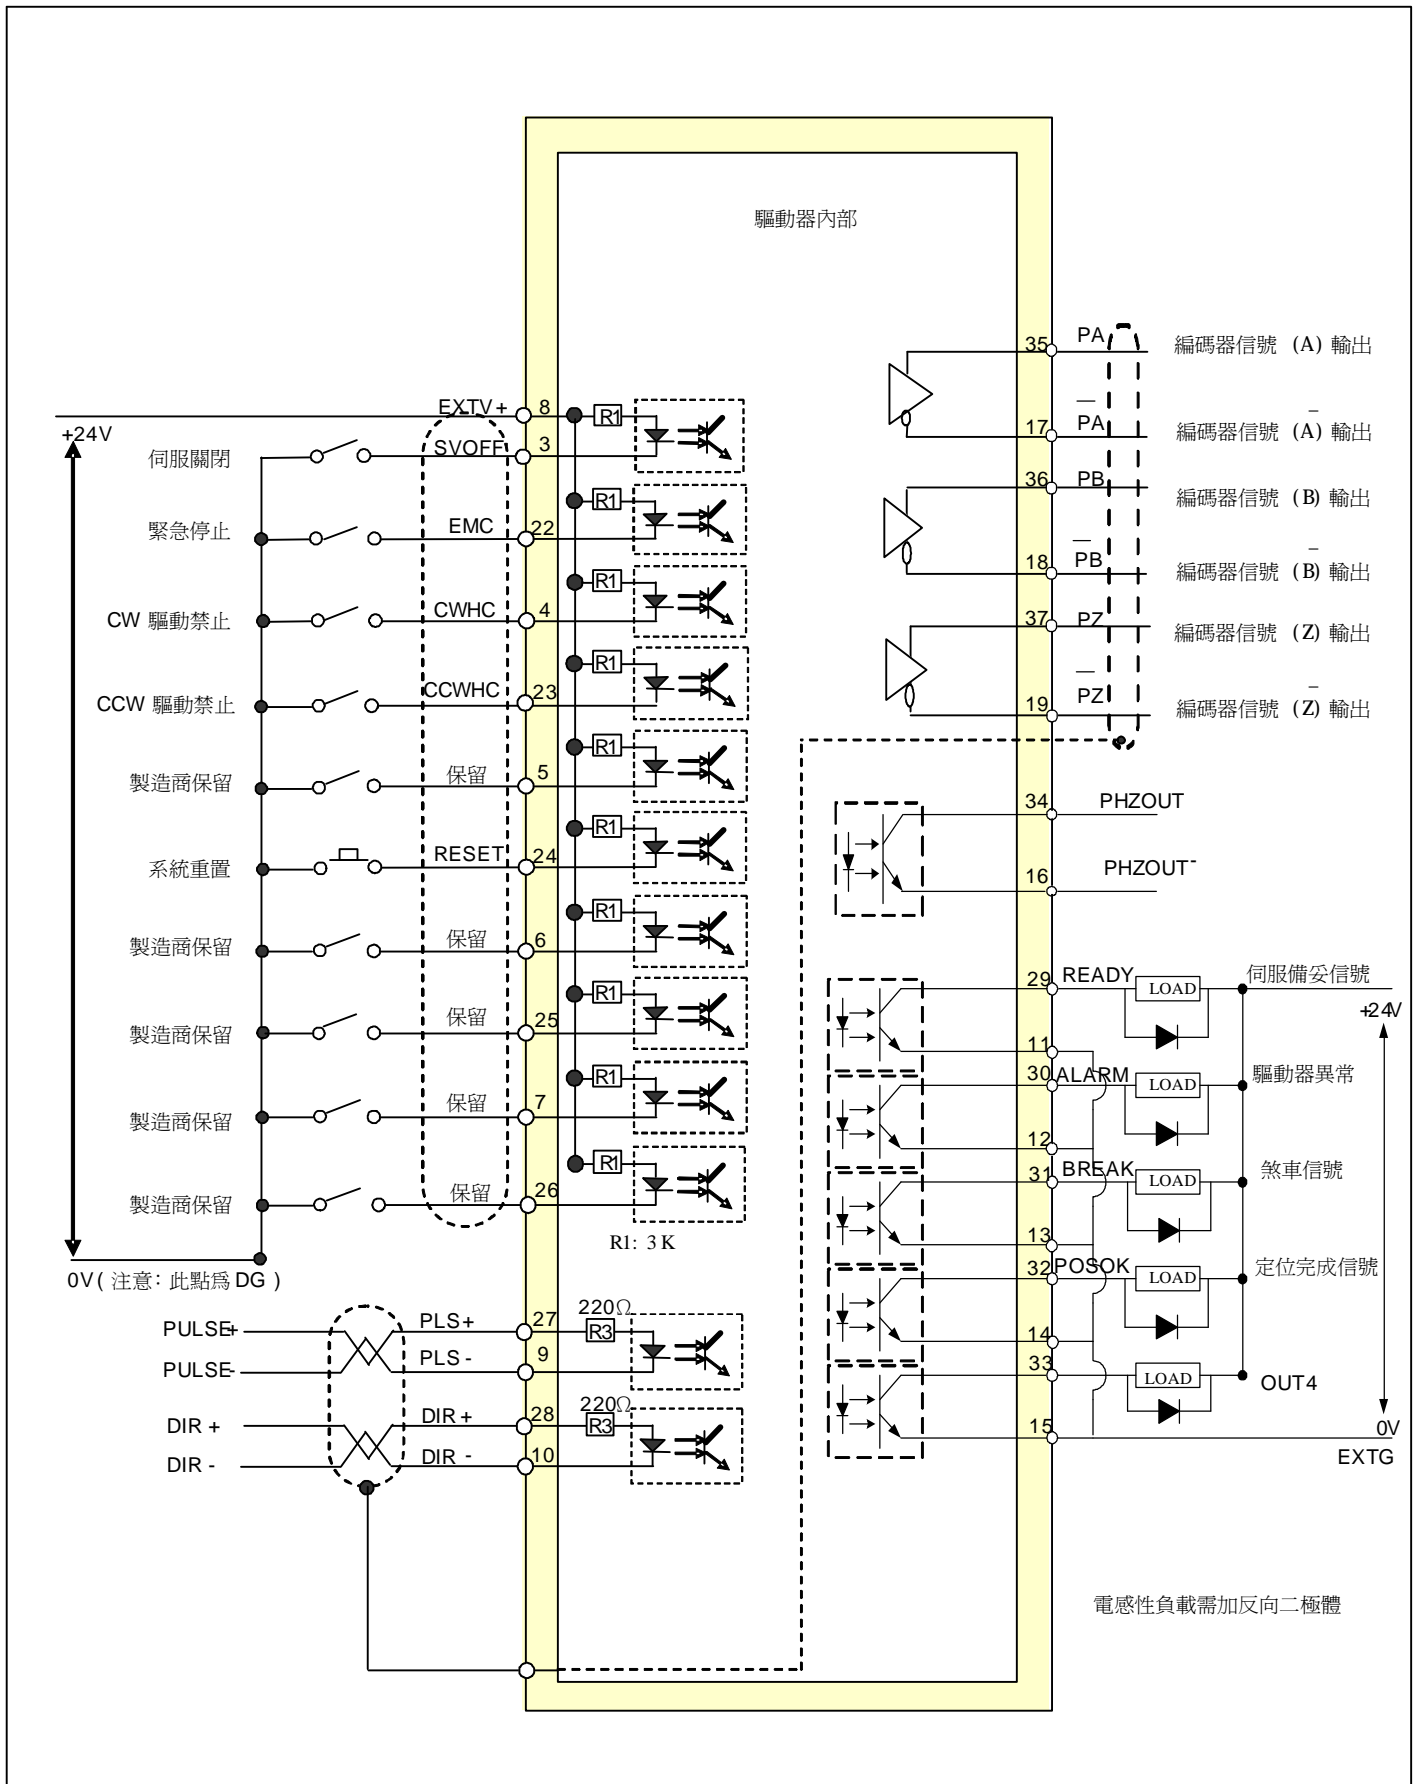 驅動器內部
35 PA 編碼器信號 (A) 輸出
17 PA 編碼器信號 (A) 輸出
36 PB 編碼器信號 (B) 輸出
18 PB 編碼器信號 (B) 輸出
37 PZ 編碼器信號 (Z) 輸出
19 PZ 編碼器信號 (Z) 輸出
34 PHZOUT
16 PHZOUT-
+24V
EXTV+ 8 R1
伺服關閉 SVOFF 3
R1
緊急停止 EMC 22
R1
CW 驅動禁止 CWHC 4
R1
CCW 驅動禁止 CCWHC 23
R1
製造商保留 保留 5
R1
系統重置 RESET 24
R1
製造商保留 保留 6
R1
製造商保留 保留 25
R1
製造商保留 保留 7
R1
製造商保留 保留 26
R1: 3K
0V(注意:此點爲DG)
220Ω
PULSE+ PLS+ 27 R3
PULSE- PLS- 9
220Ω
DIR+ DIR+ 28 R3
DIR- DIR- 10
29 READY LOAD 伺服備妥信號
+24V
11
30 ALARM LOAD 驅動器異常
12
31 BREAK LOAD 煞車信號
13
32 POSOK LOAD 定位完成信號
14
33 LOAD OUT4
15 0V
EXTG
電感性負載需加反向二極體